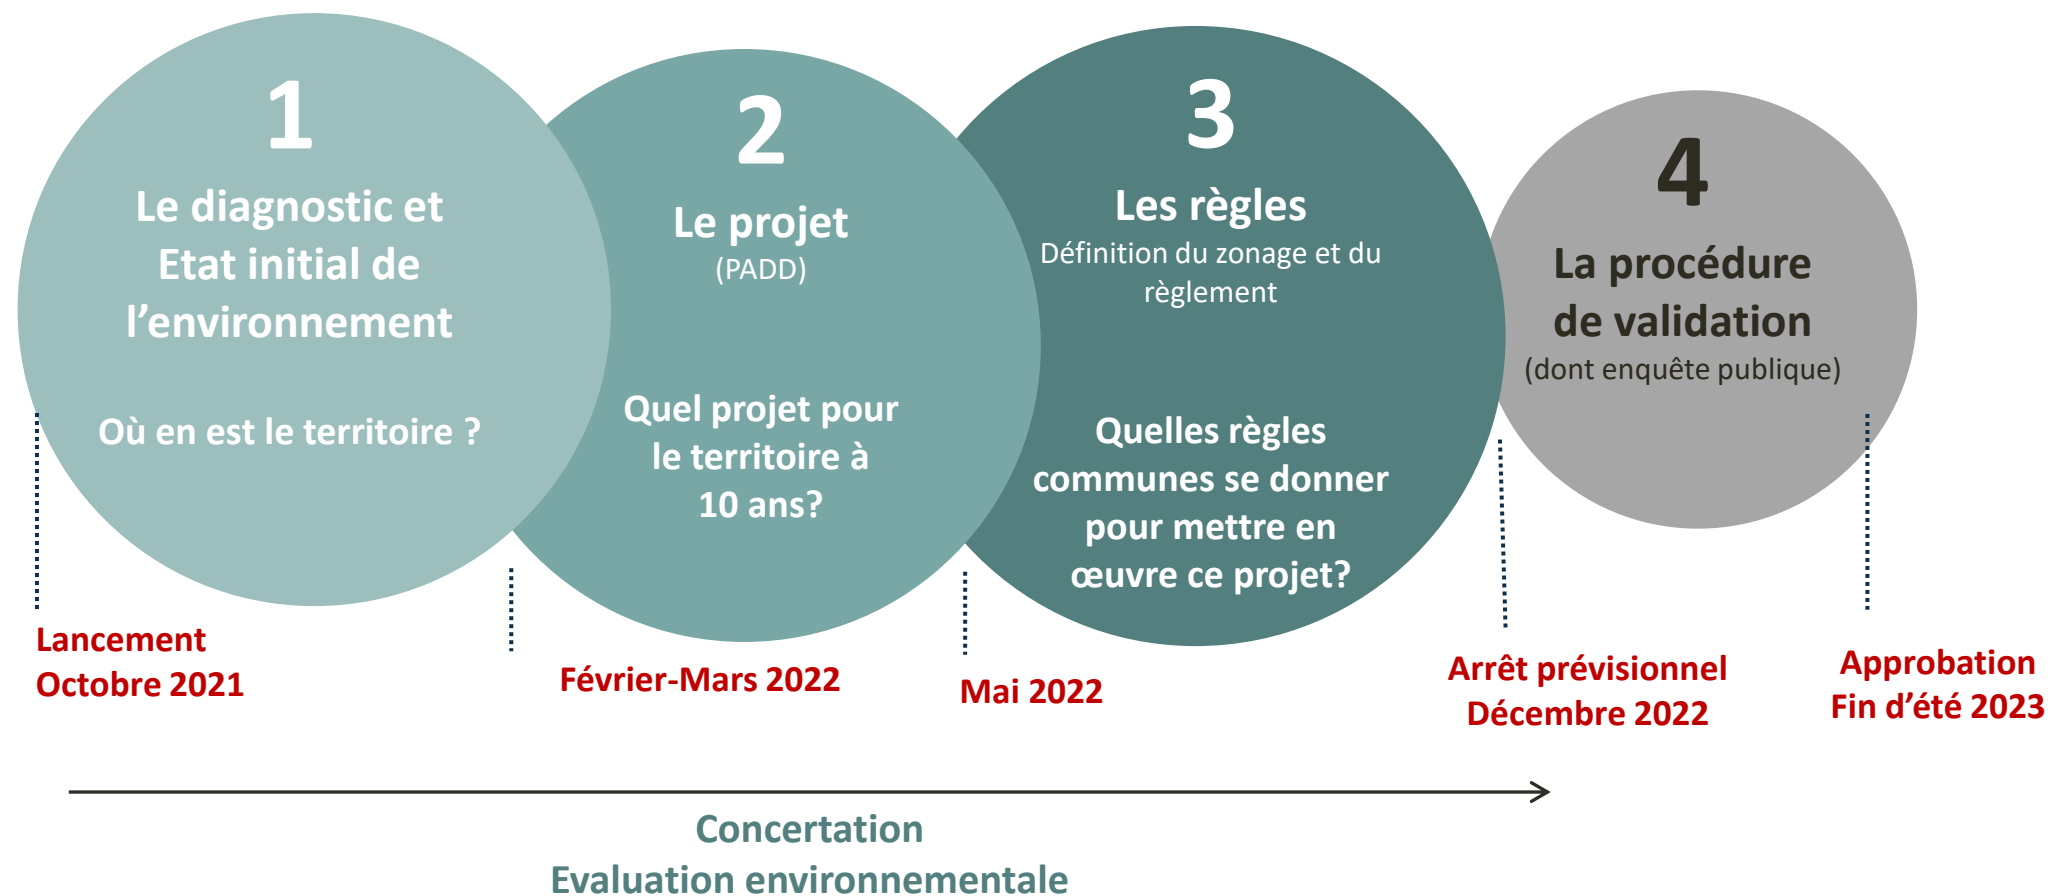 1
Le diagnostic et
Etat initial de
l’environnement
Où en est le territoire ?
2
Le projet
(PADD)
Quel projet pour
le territoire à
10 ans?
3
Les règles
Définition du zonage et du
règlement
Quelles règles
communes se donner
pour mettre en
œuvre ce projet?
4
La procédure
de validation
(dont enquête publique)
Lancement
Octobre 2021
Février-Mars 2022
Mai 2022
Arrêt prévisionnel
Décembre 2022
Approbation
Fin d’été 2023
Concertation
Evaluation environnementale